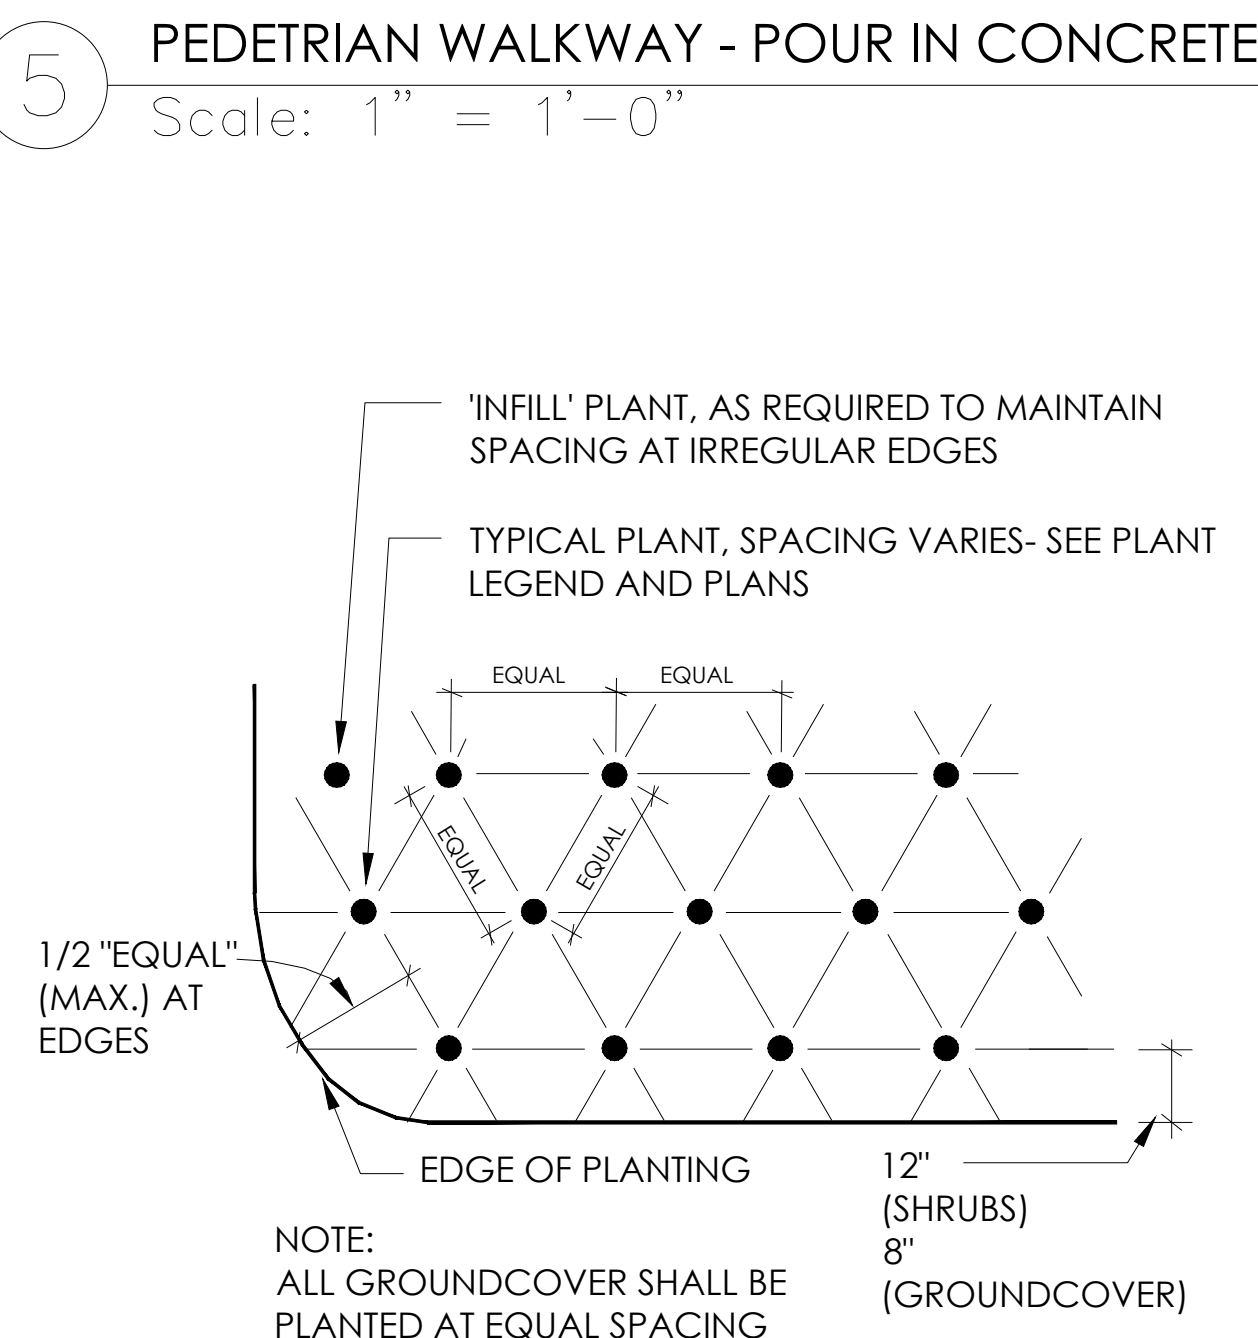 5
PEDETRIAN WALKWAY - POUR IN CONCRETE
Scale: 1" = 1'-0"
'INFILL' PLANT, AS REQUIRED TO MAINTAIN
SPACING AT IRREGULAR EDGES
TYPICAL PLANT, SPACING VARIES- SEE PLANT
LEGEND AND PLANS
EQUAL
EQUAL
EQUAL
EQUAL
1/2 "EQUAL"
(MAX.) AT
EDGES
EDGE OF PLANTING
12"
(SHRUBS)
8"
(GROUNDCOVER)
NOTE:
ALL GROUNDCOVER SHALL BE
PLANTED AT EQUAL SPACING